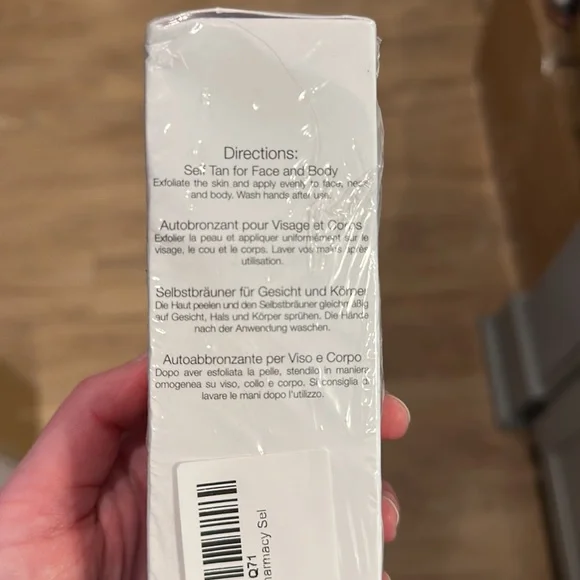 Directions:
Self Tan for Face and Body
Exfoliate the skin and apply evenly to face, neck
and body. Wash hands after use.
Autobronzant pour Visage et Corps
Exfolier la peau et appliquer uniformément sur le
visage, le cou et le corps. Laver vos mains après
utilisation.
Selbstbräuner für Gesicht und Körper
Die Haut peelen und den Selbstbräuner gleichmäßig
auf Gesicht, Hals und Körper sprühen. Die Hände
nach der Anwendung waschen.
Autoabbronzante per Viso e Corpo
Dopo aver esfoliata la pelle, stendilo in maniera
omogenea su viso, collo e corpo. Si consiglia di
lavare le mani dopo l'utilizzo.
Q71
harmacy Sel